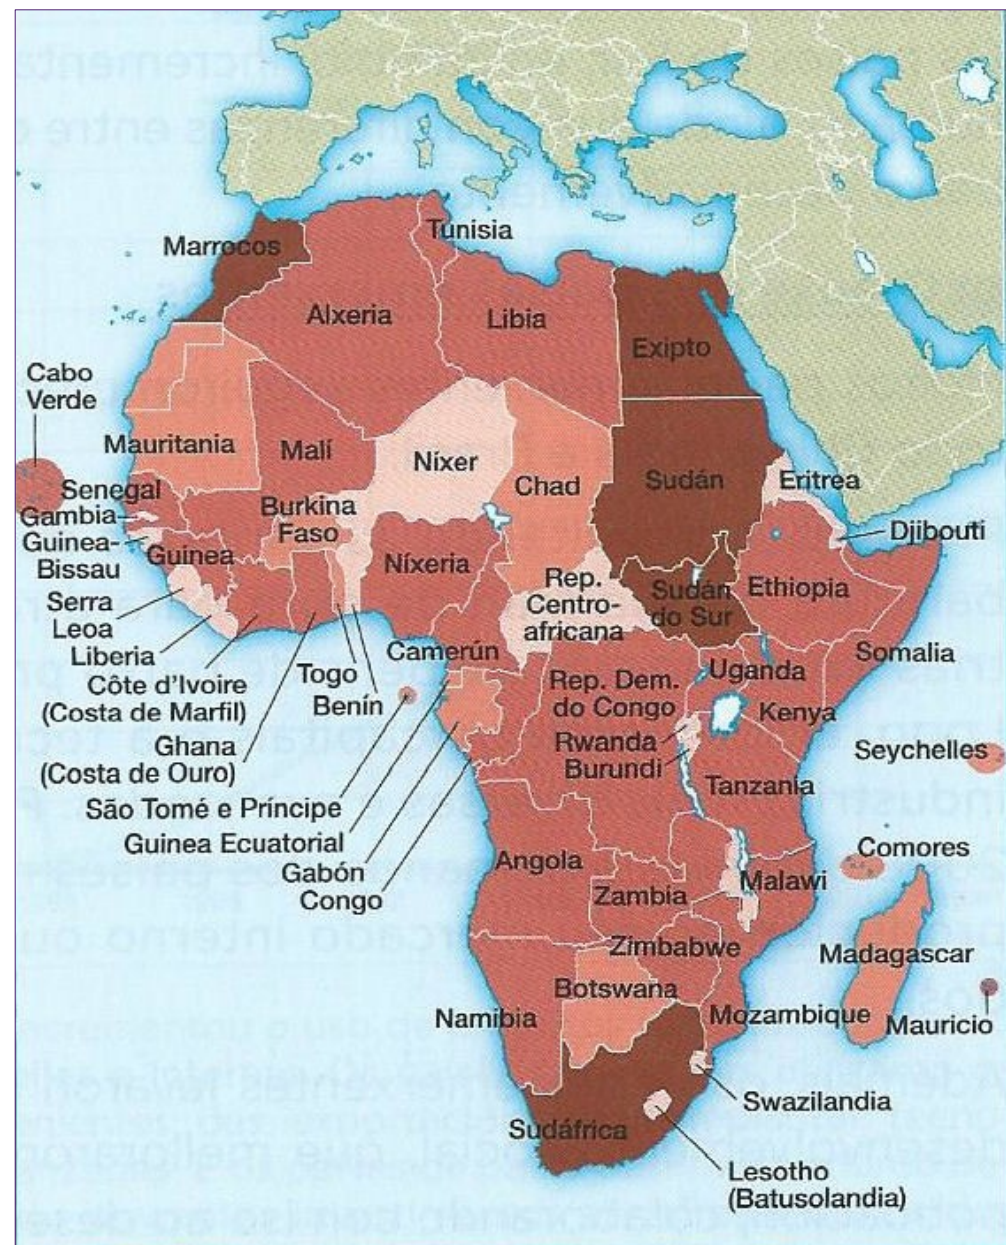 Marrocos
Tunisia
Alxeria
Libia
Exipto
Cabo
Verde
Mauritania
Malí
Níxer
Chad
Sudán
Eritrea
Senegal
Gambia
Guinea-
Bissau
Guinea
Burkina
Faso
Níxeria
Djibouti
Serra
Leoa
Liberia
Côte d'Ivoire
(Costa de Marfil)
Ghana
(Costa de Ouro)
Togo
Benín
Camerún
Rep.
Centro-
africana
Sudán
do Sur
Ethiopia
Somalia
Uganda
Kenya
Rep. Dem.
do Congo
Rwanda
Burundi
Tanzania
Seychelles
São Tomé e Príncipe
Guinea Ecuatorial
Gabón
Congo
Angola
Zambia
Malawi
Comores
Zimbabwe
Madagascar
Botswana
Namibia
Mozambique
Mauricio
Swazilandia
Sudáfrica
Lesotho
(Batusolandia)